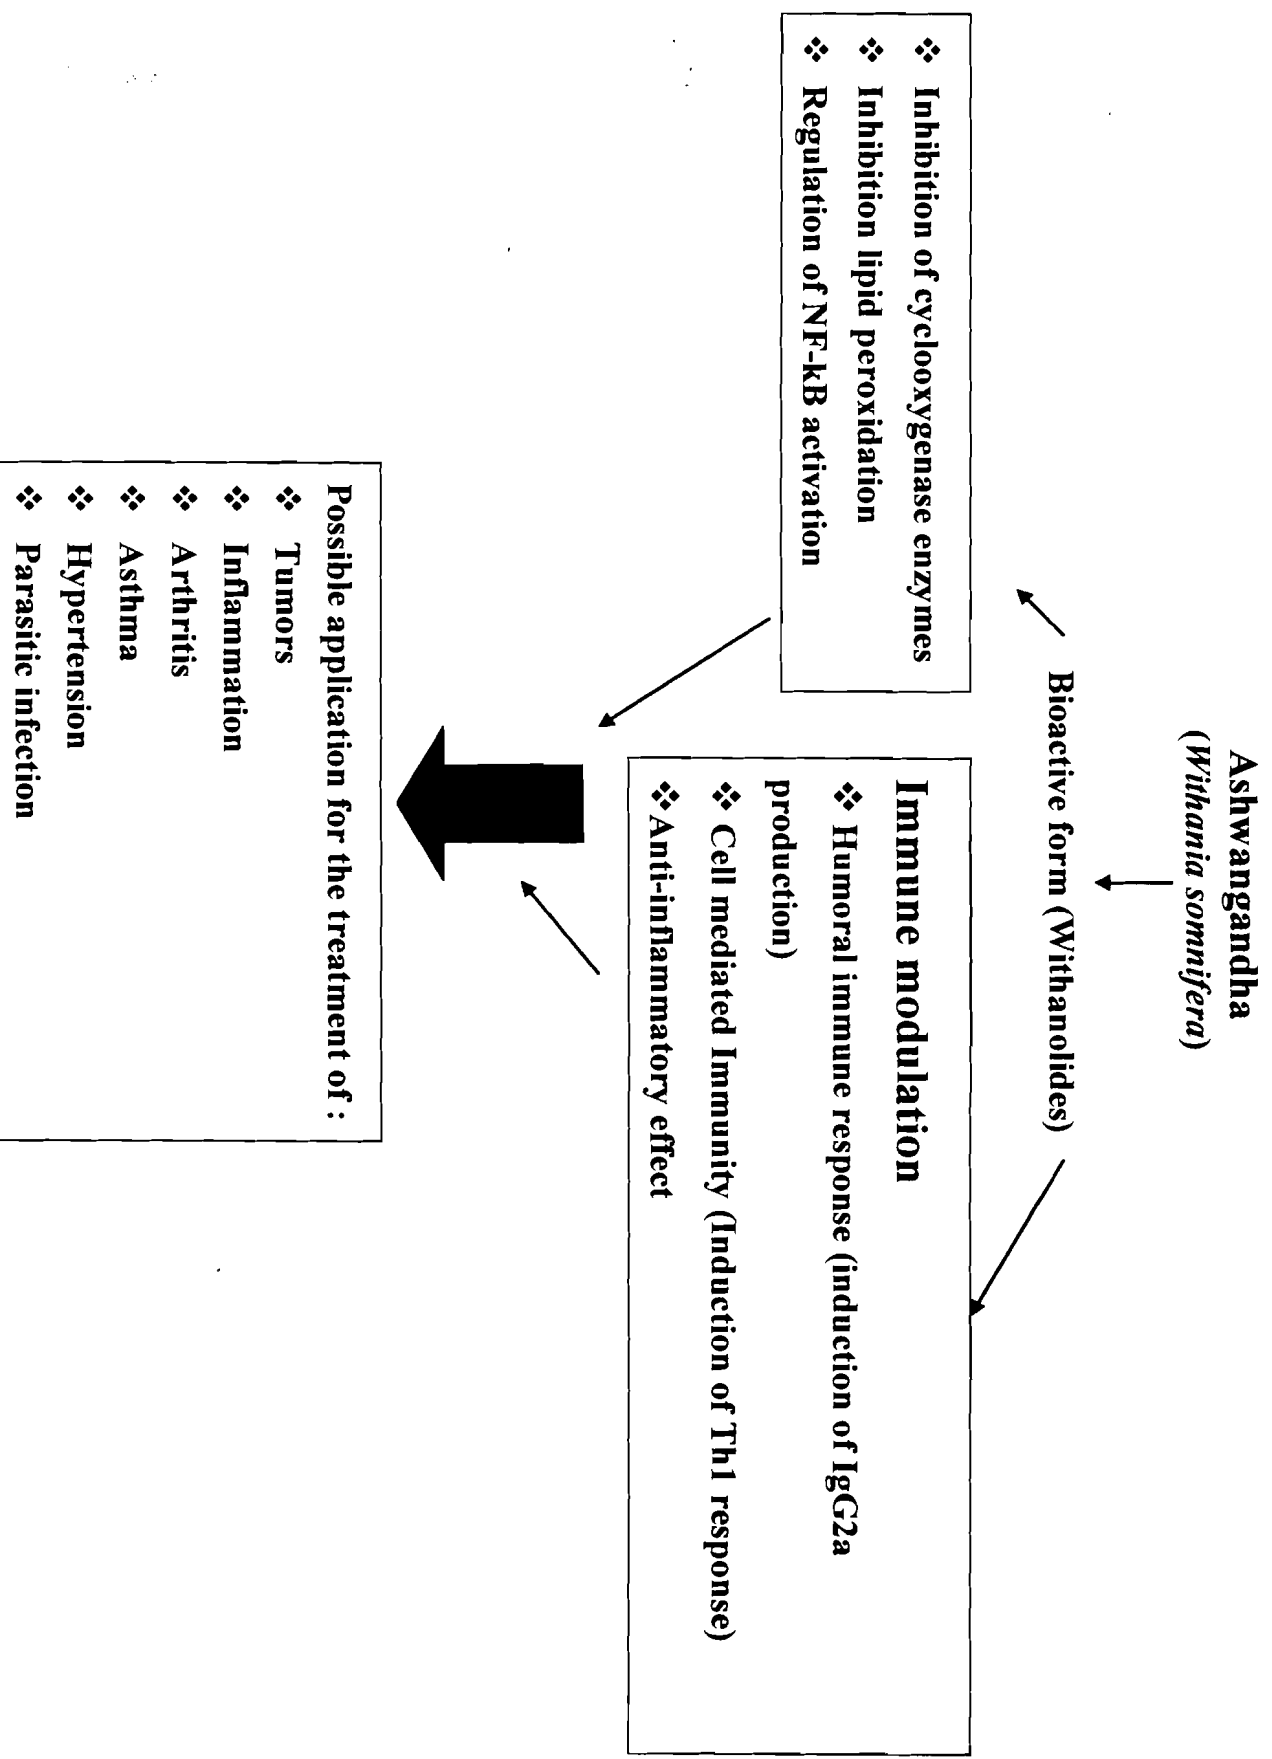 Ashwangandha
(Withania somnifera)
Bioactive form (Withanolides)
❖ Inhibition of cyclooxygenase enzymes
❖ Inhibition lipid peroxidation
❖ Regulation of NF-kB activation
Immune modulation
❖ Humoral immune response (induction of IgG2a
production)
❖ Cell mediated Immunity (Induction of Th1 response)
❖ Anti-inflammatory effect
Possible application for the treatment of :
❖ Tumors
❖ Inflammation
❖ Arthritis
❖ Asthma
❖ Hypertension
❖ Parasitic infection